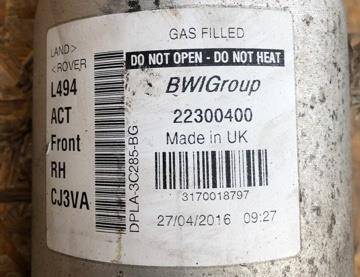 LAND
ROVER
L494
ACT
Front
RH
CJ3VA
DPLA-3C285-BG
GAS FILLED
DO NOT OPEN - DO NOT HEAT
BWIGroup
22300400
Made in UK
3170018797
27/04/2016 09:27